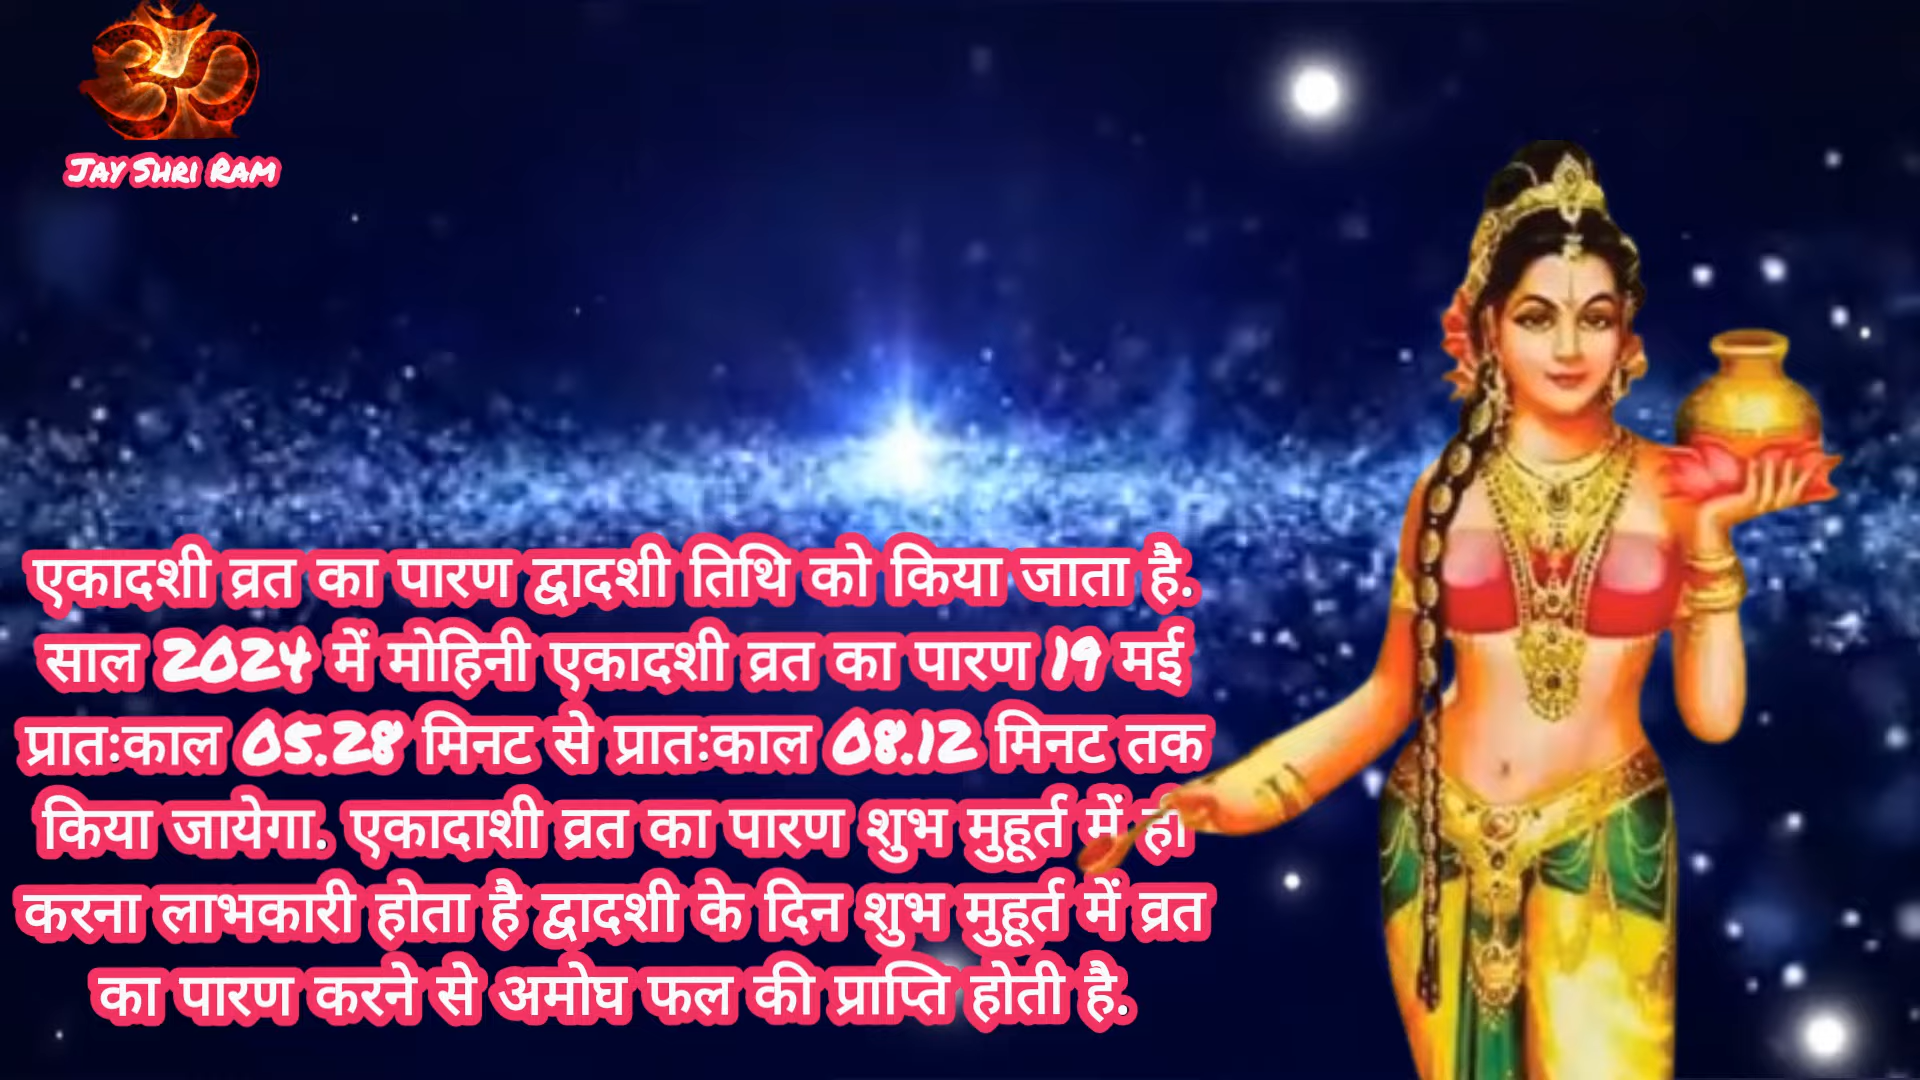 Jay Shri Ram
एकादशी व्रत का पारण द्वादशी तिथि को किया जाता है.
साल 2024 में मोहिनी एकादशी व्रत का पारण 19 मई
प्रातःकाल 05.28 मिनट से प्रातःकाल 08.12 मिनट तक
किया जायेगा. एकादाशी व्रत का पारण शुभ मुहूर्त में ही
करना लाभकारी होता है द्वादशी के दिन शुभ मुहूर्त में व्रत
का पारण करने से अमोघ फल की प्राप्ति होती है.